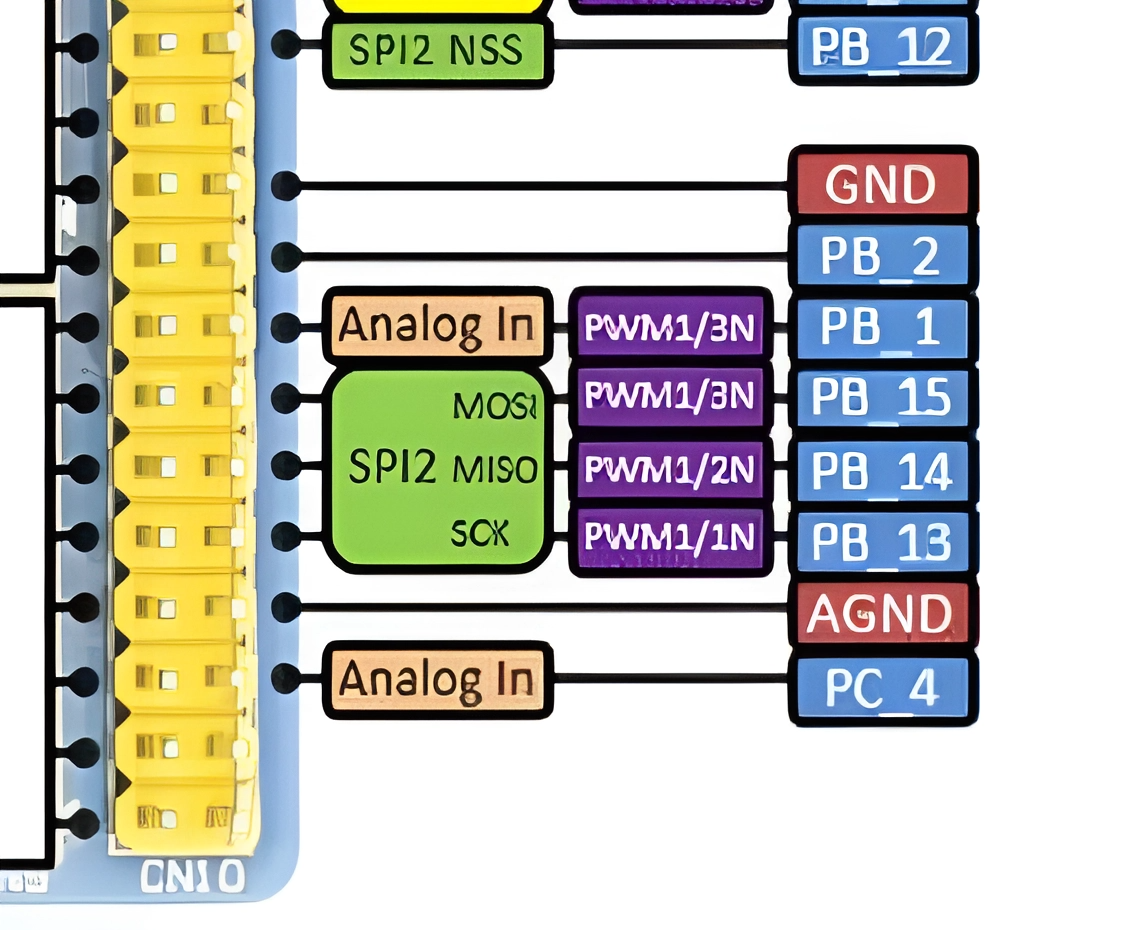 SPI2 NSS PB_12
GND
PB_2
Analog In PWM1/3N PB_1
MOSI PWM1/3N PB_15
SPI2 MISO PWM1/2N PB_14
SCK PWM1/1N PB_13
AGND
Analog In PC_4
CN10